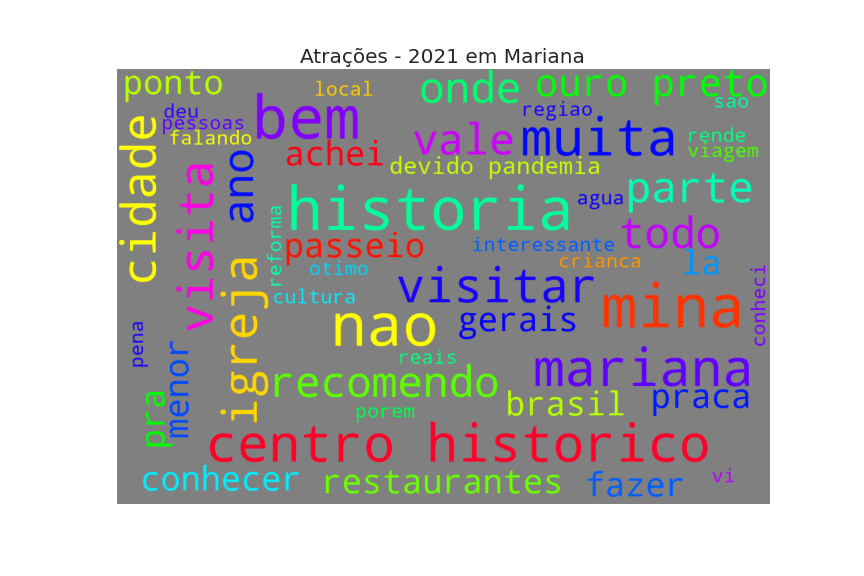 Atrações - 2021 em Mariana
ponto
local
onde
ouro preto
sao
deu
pessoas
falando
bem
regiao
rende
viagem
cidade
visita
ano
achei
vale
muita
devido pandemia
historia
agua
parte
todo
reforma
passeio
interessante
crianca
la
otimo
cultura
igreja
visitar
gerais
mina
conheci
nao
pena
menor
pra
reais
recomendo
mariana
porem
brasil
praca
centro historico
conhecer
restaurantes
fazer
vi